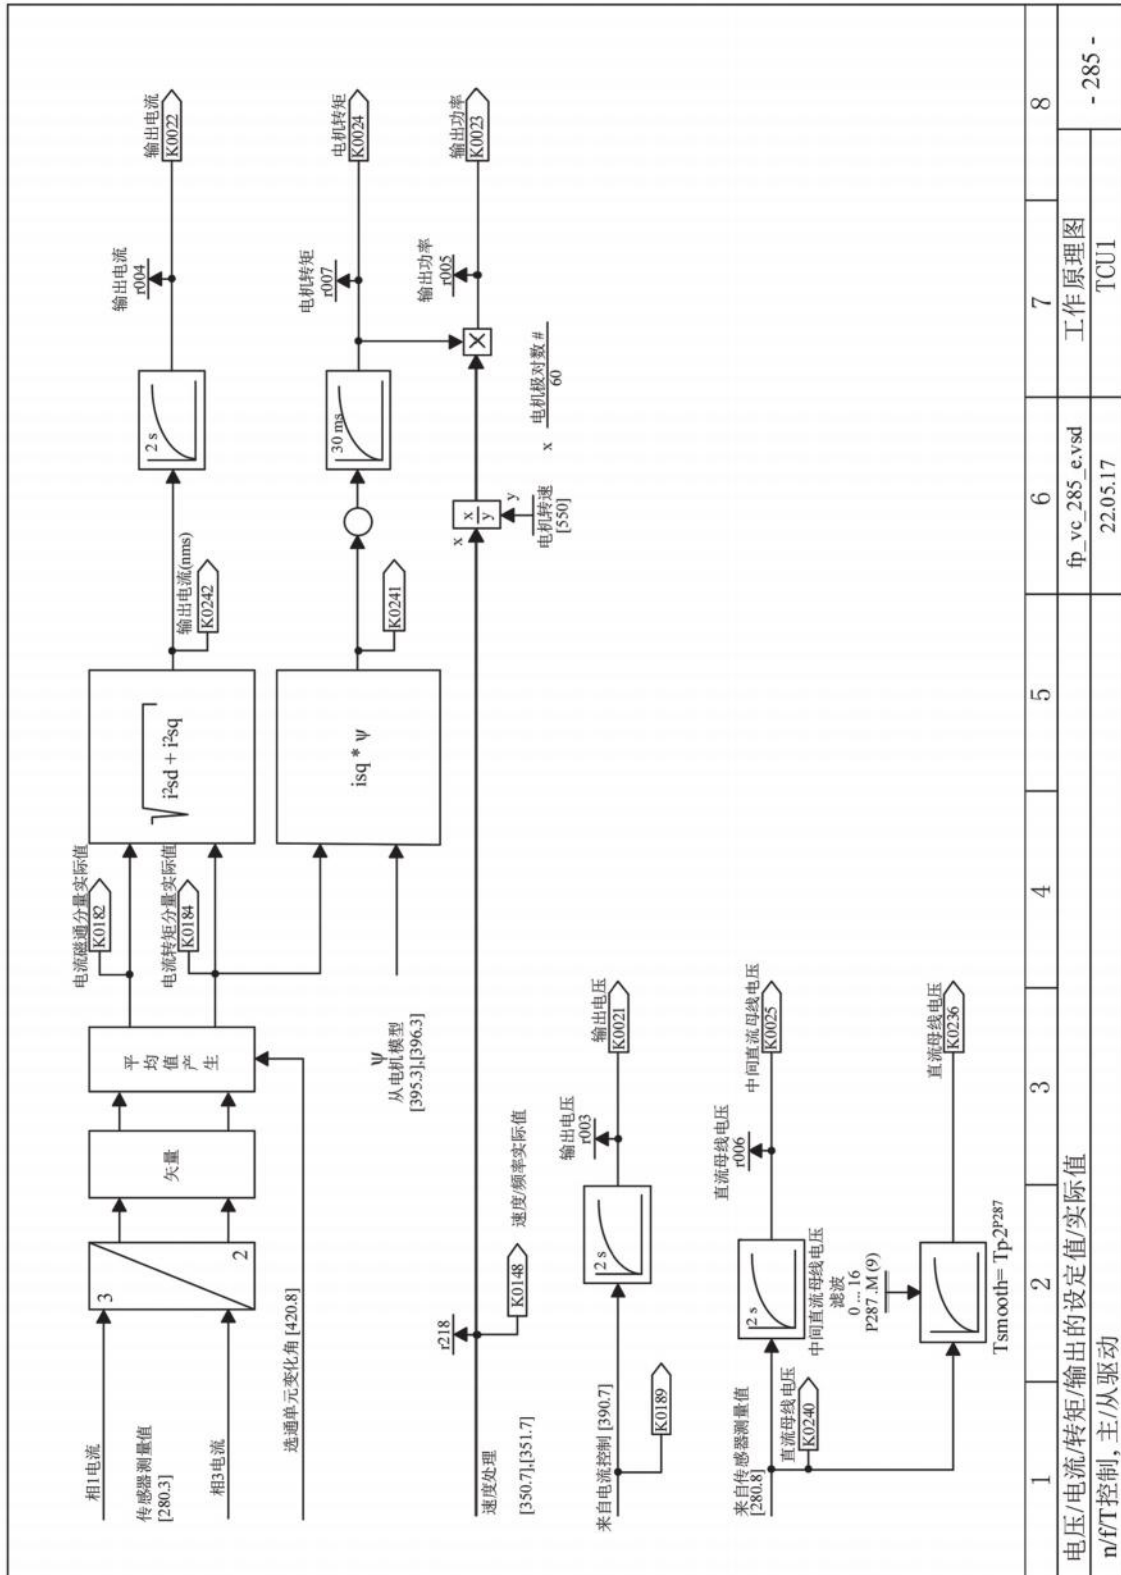 相1电流
传感器测量值
[280.3]
相3电流
3
2
矢量
平
均
值
产
生
选通单元变化角 [420.8]
电流磁通分量实际值
K0182
电流转矩分量实际值
K0184
√ i²sd + i²sq
输出电流(nms)
K0242
2 s
输出电流
r004
输出电流
K0022
Ψ
从电机模型
[395.3],[396.3]
isq * ψ
K0241
30 ms
电机转矩
r007
电机转矩
K0024
速度处理
[350.7],[351.7]
r218
速度/频率实际值
K0148
x
x
y
y
电机转速
[550]
x 电机极对数 #
60
X
输出功率
r005
输出功率
K0023
来自电流控制 [390.7]
K0189
2 s
输出电压
r003
输出电压
K0021
来自传感器测量值
[280.8]
直流母线电压
K0240
2 s
直流母线电压
r006
中间直流母线电压
K0025
中间直流母线电压
滤波
0 ... 16
P287 .M (9)
Tsmooth= Tp·2^P287
直流母线电压
K0236
1 2 3 4 5 6 7 8
电压/电流/转矩/输出的设定值/实际值
n/f/T控制, 主/从驱动
fp_vc_285_e.vsd
22.05.17
工作原理图
TCU1
- 285 -